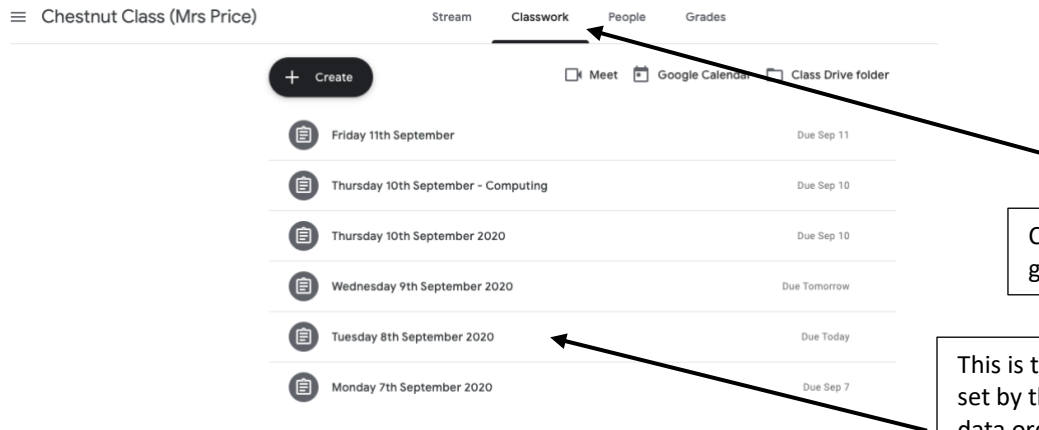 Chestnut Class (Mrs Price)
Stream Classwork People Grades
+ Create
Meet Google Calendar Class Drive folder
Friday 11th September Due Sep 11
Thursday 10th September - Computing Due Sep 10
Thursday 10th September 2020 Due Sep 10
Wednesday 9th September 2020 Due Tomorrow
Tuesday 8th September 2020 Due Today
Monday 7th September 2020 Due Sep 7
This is
set by
data